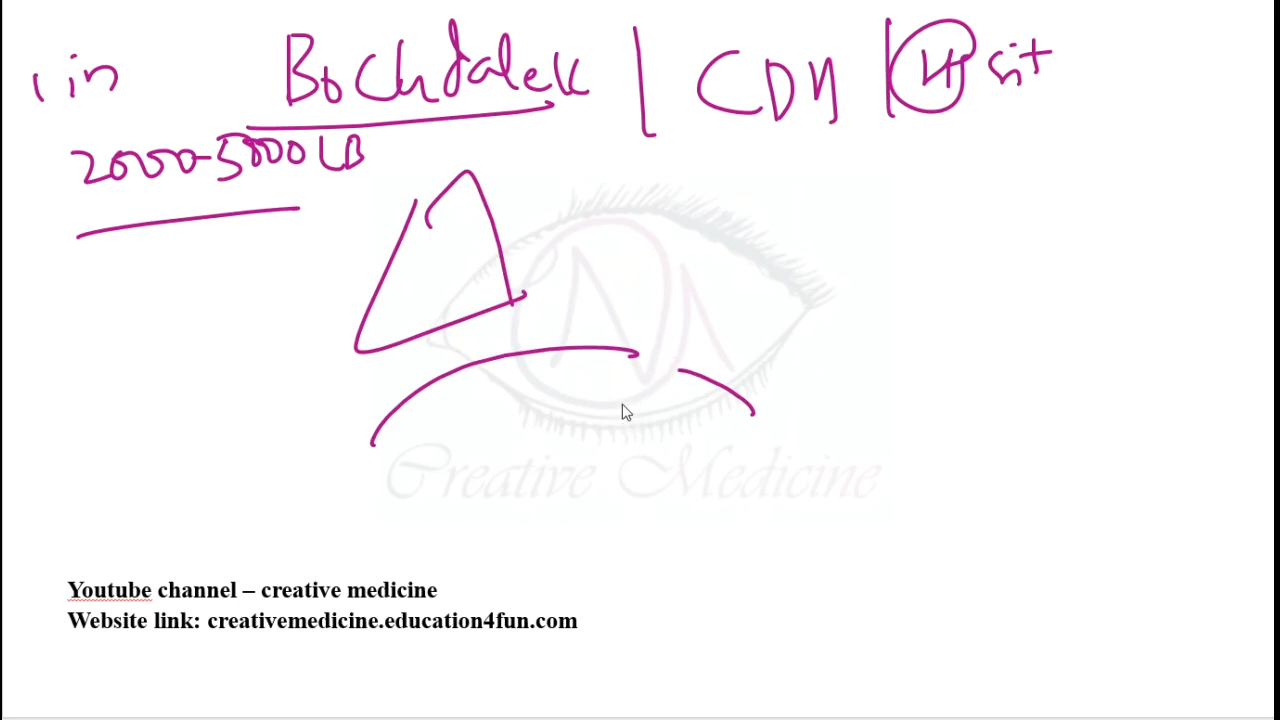 1 in Bochdalek | CDH | Lt sit
2000-5000 LB
Creative Medicine
Youtube channel – creative medicine
Website link: creativemedicine.education4fun.com